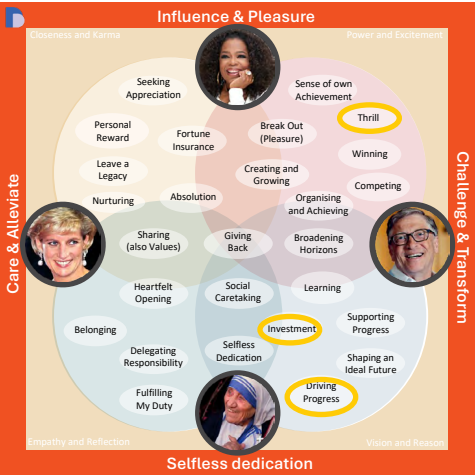 Influence & Pleasure
Closeness and Karma
Power and Excitement
Seeking
Appreciation
Sense of own
Achievement
Thrill
Personal
Reward
Fortune
Insurance
Break Out
(Pleasure)
Winning
Leave a
Legacy
Creating and
Growing
Competing
Nurturing
Absolution
Organising
and Achieving
Care & Alleviate
Challenge & Transform
Sharing
(also Values)
Giving
Back
Broadening
Horizons
Heartfelt
Opening
Social
Caretaking
Learning
Belonging
Investment
Supporting
Progress
Delegating
Responsibility
Selfless
Dedication
Shaping an
Ideal Future
Fulfilling
My Duty
Driving
Progress
Empathy and Reflection
Vision and Reason
Selfless dedication